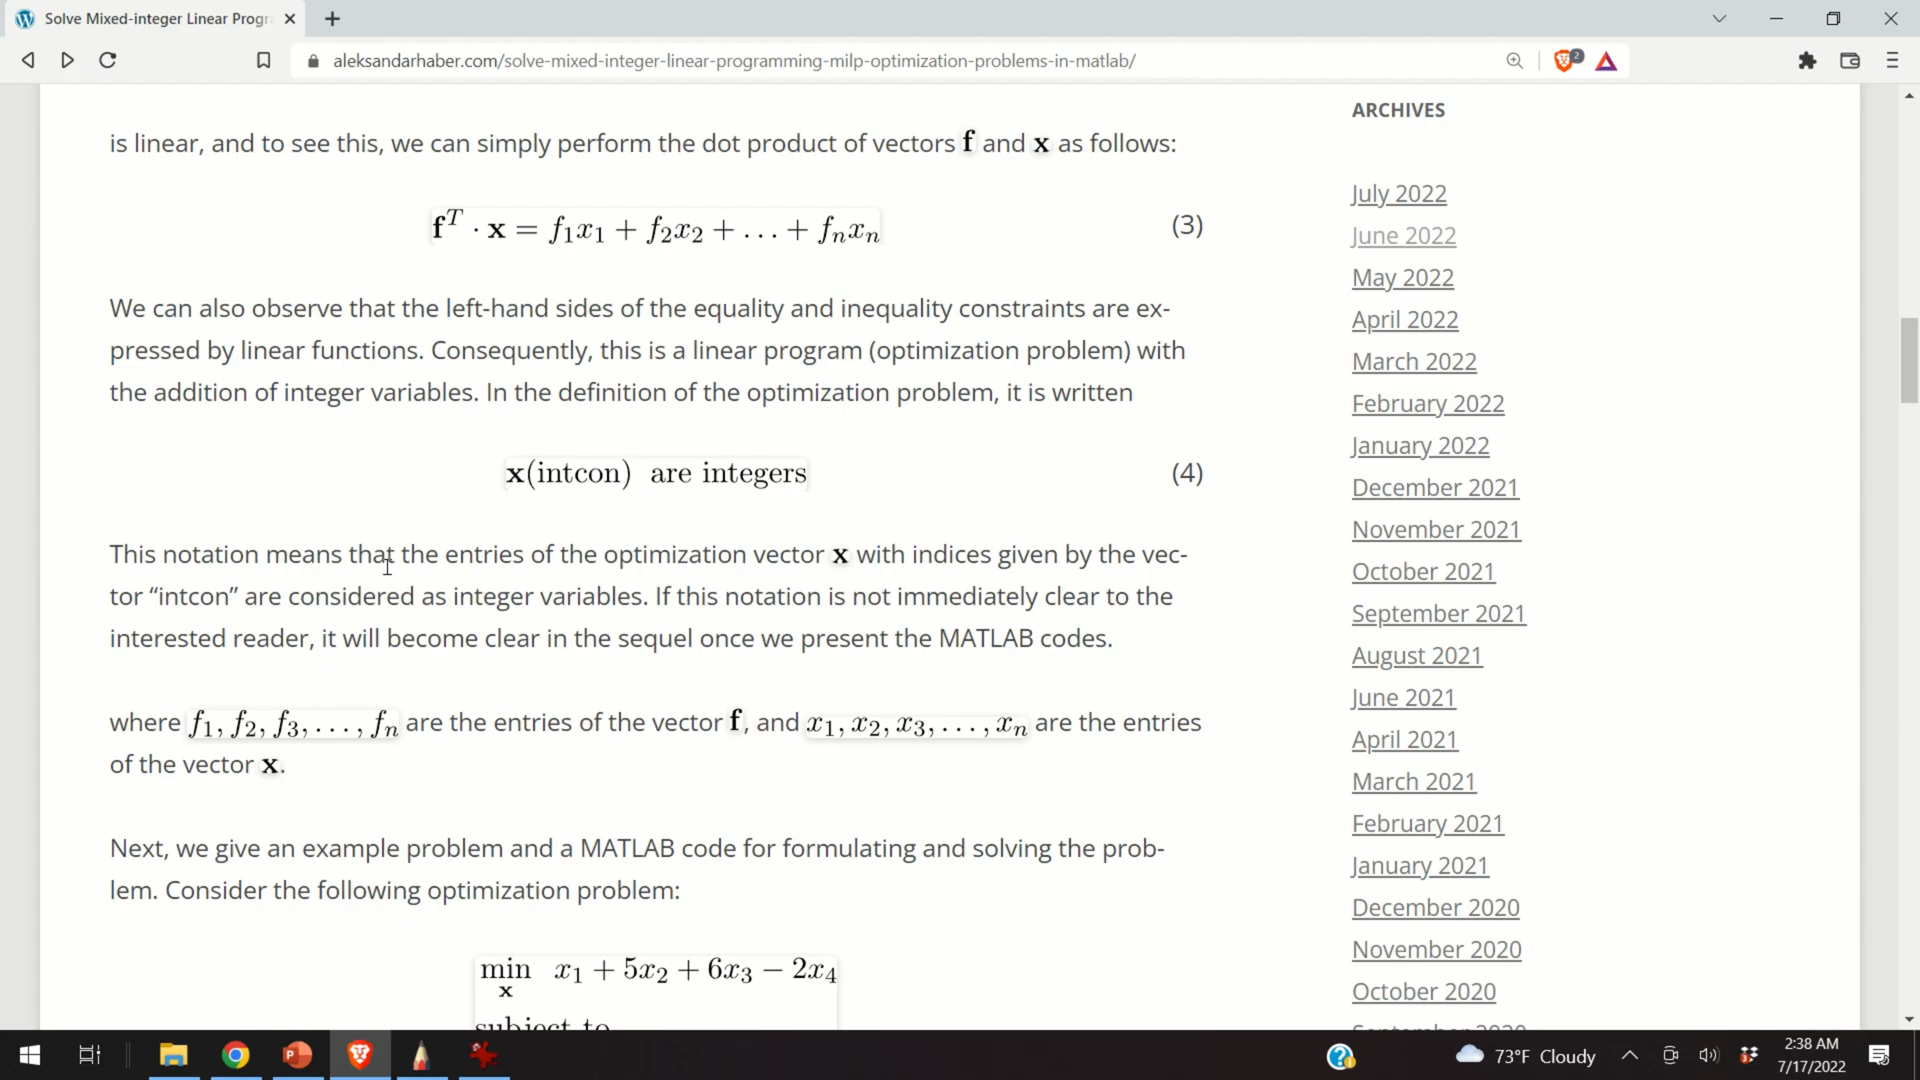 Solve Mixed-integer Linear Progr
aleksandarhaber.com/solve-mixed-integer-linear-programming-milp-optimization-problems-in-matlab/
2
is linear, and to see this, we can simply perform the dot product of vectors f and x as follows:
f^T · x = f_1x_1 + f_2x_2 + … + f_nx_n (3)
We can also observe that the left-hand sides of the equality and inequality constraints are ex-
pressed by linear functions. Consequently, this is a linear program (optimization problem) with
the addition of integer variables. In the definition of the optimization problem, it is written
x(intcon) are integers (4)
This notation means that the entries of the optimization vector x with indices given by the vec-
tor “intcon” are considered as integer variables. If this notation is not immediately clear to the
interested reader, it will become clear in the sequel once we present the MATLAB codes.
where f_1, f_2, f_3, …, f_n are the entries of the vector f, and x_1, x_2, x_3, …, x_n are the entries
of the vector x.
Next, we give an example problem and a MATLAB code for formulating and solving the prob-
lem. Consider the following optimization problem:
min x_1 + 5x_2 + 6x_3 − 2x_4
x
subject to
ARCHIVES
July 2022
June 2022
May 2022
April 2022
March 2022
February 2022
January 2022
December 2021
November 2021
October 2021
September 2021
August 2021
June 2021
April 2021
March 2021
February 2021
January 2021
December 2020
November 2020
October 2020
September 2020
73°F Cloudy
2:38 AM
7/17/2022